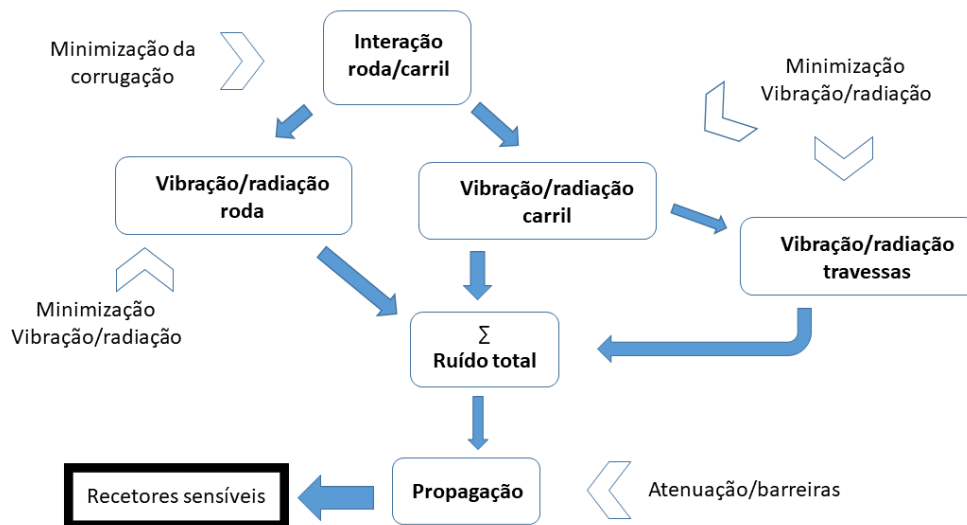 Interação
roda/carril
Minimização da
corrugação
Minimização
Vibração/radiação
Vibração/radiação
roda
Vibração/radiação
carril
Vibração/radiação
travessas
Minimização
Vibração/radiação
∑
Ruído total
Propagação
Recetores sensíveis
Atenuação/barreiras